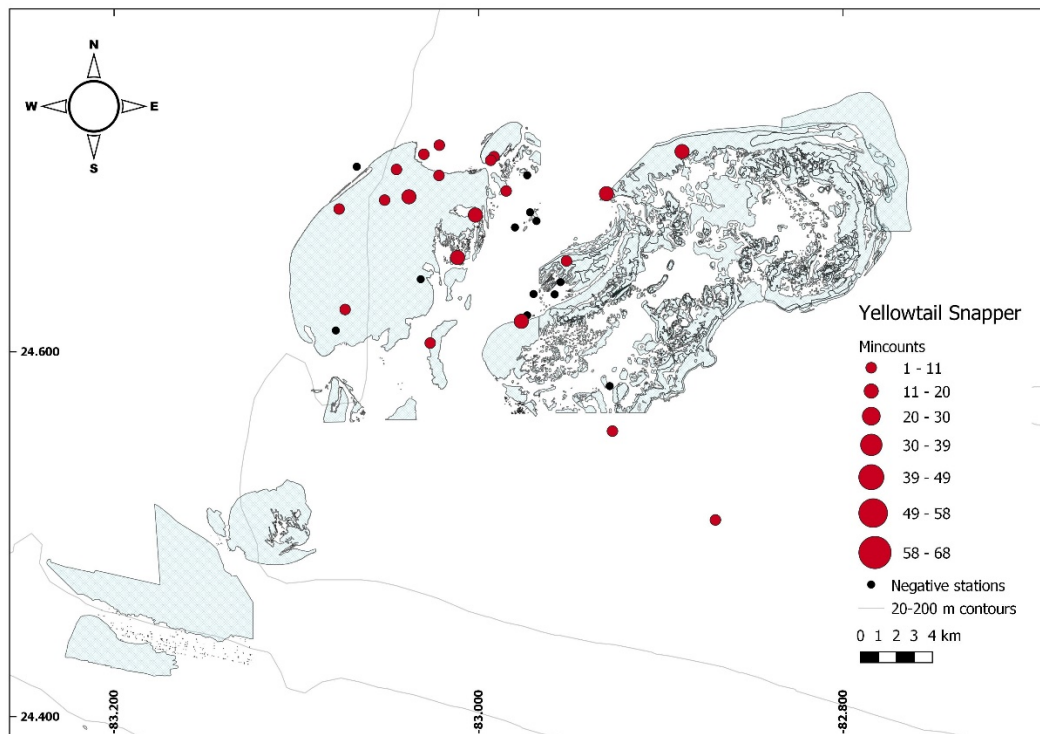 N
W E
S
Yellowtail Snapper
Mincounts
1 - 11
11 - 20
20 - 30
30 - 39
39 - 49
49 - 58
58 - 68
Negative stations
20-200 m contours
0 1 2 3 4 km
24.600
24.400
-83.200
-83.000
-82.800